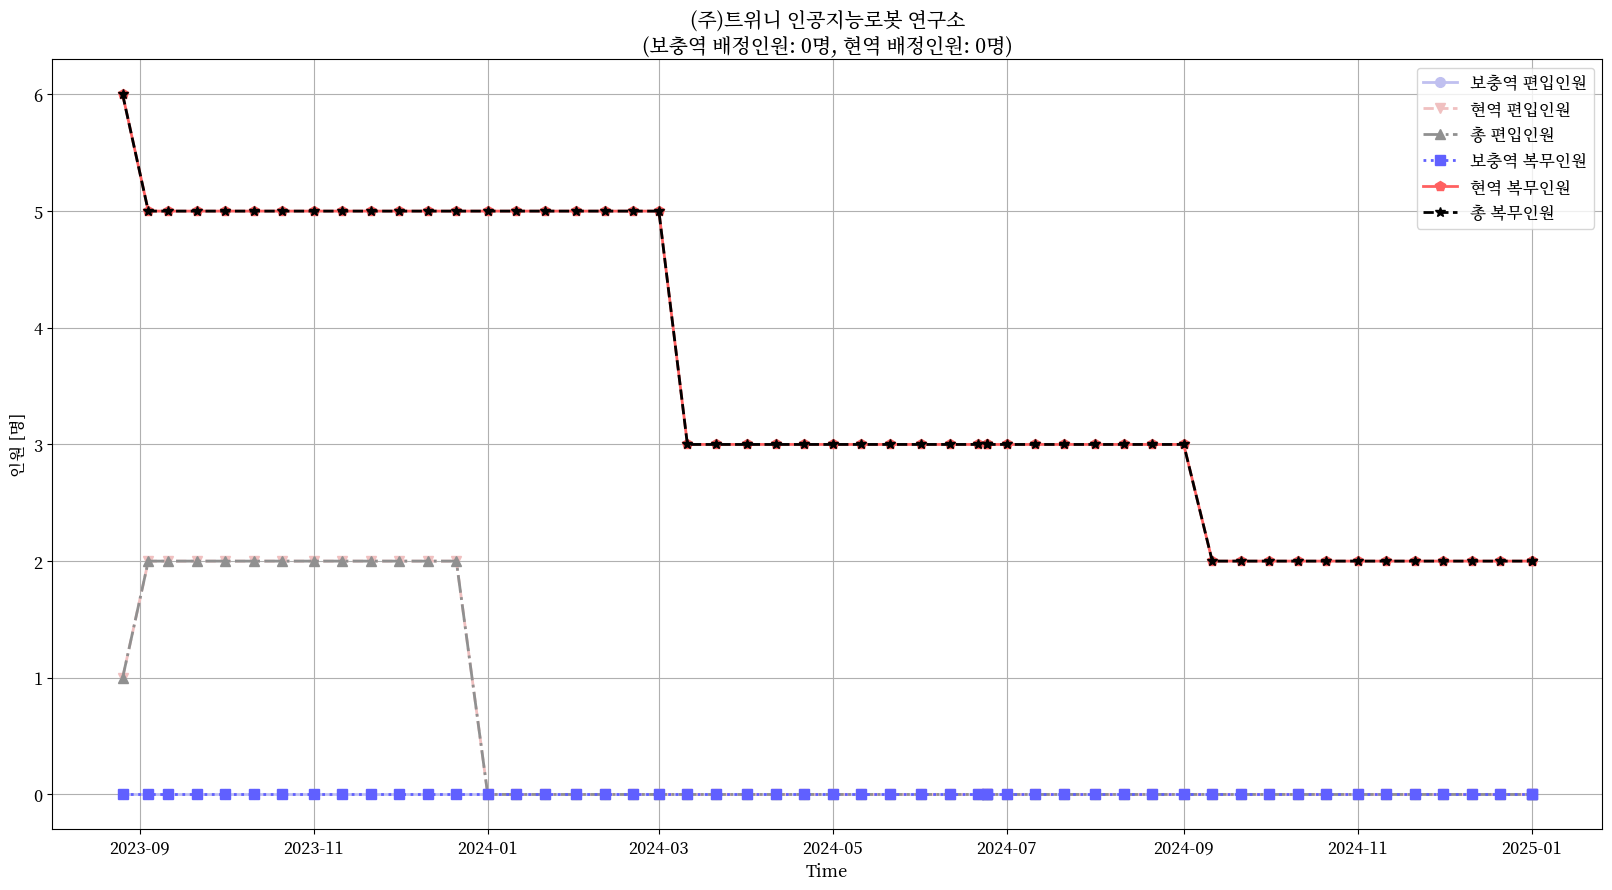 (주)트위니 인공지능로봇 연구소
(보충역 배정인원: 0명, 현역 배정인원: 0명)
보충역 편입인원
현역 편입인원
총 편입인원
보충역 복무인원
현역 복무인원
총 복무인원
인원 [명]
6
5
4
3
2
1
0
2023-09 2023-11 2024-01 2024-03 2024-05 2024-07 2024-09 2024-11 2025-01
Time